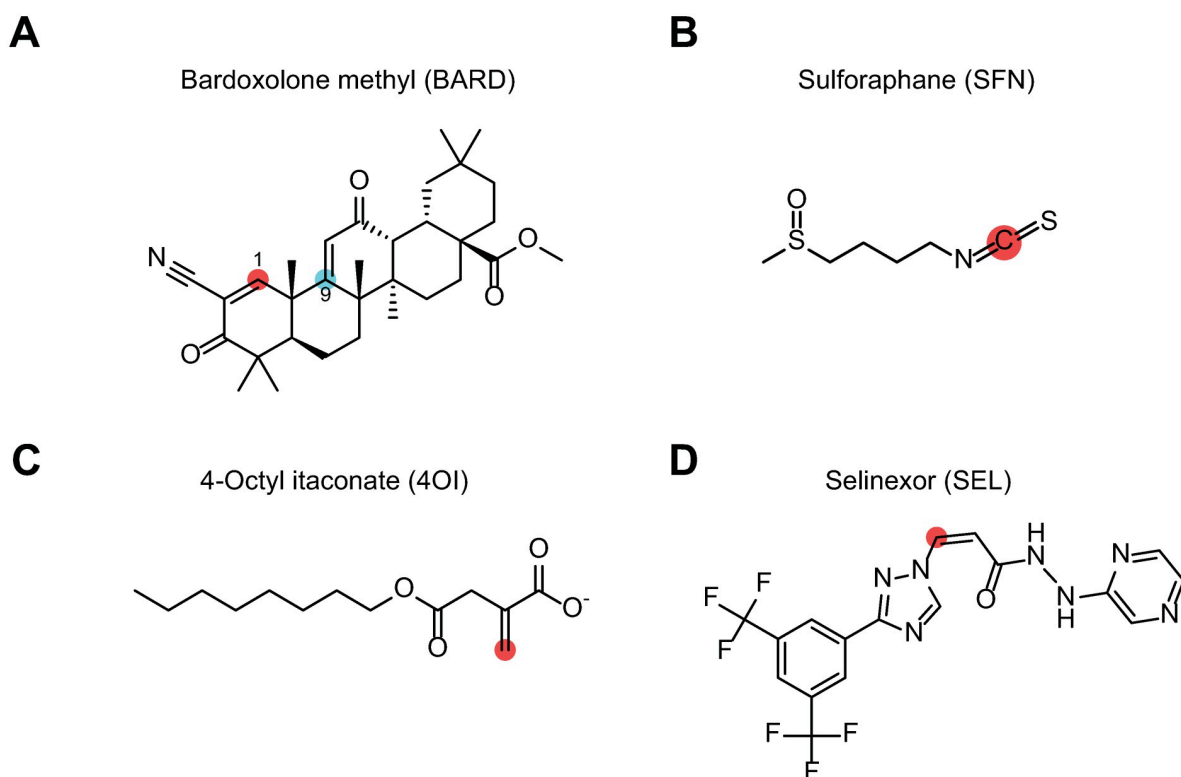 A
Bardoxolone methyl (BARD)
O
N
1
9
O
O
O
B
Sulforaphane (SFN)
O
S
N
C
S
C
4-Octyl itaconate (4OI)
O
O
O
O-
D
Selinexor (SEL)
H
N
N
O
N
H
N
N
N
N
N
F
F
F
F
F
F